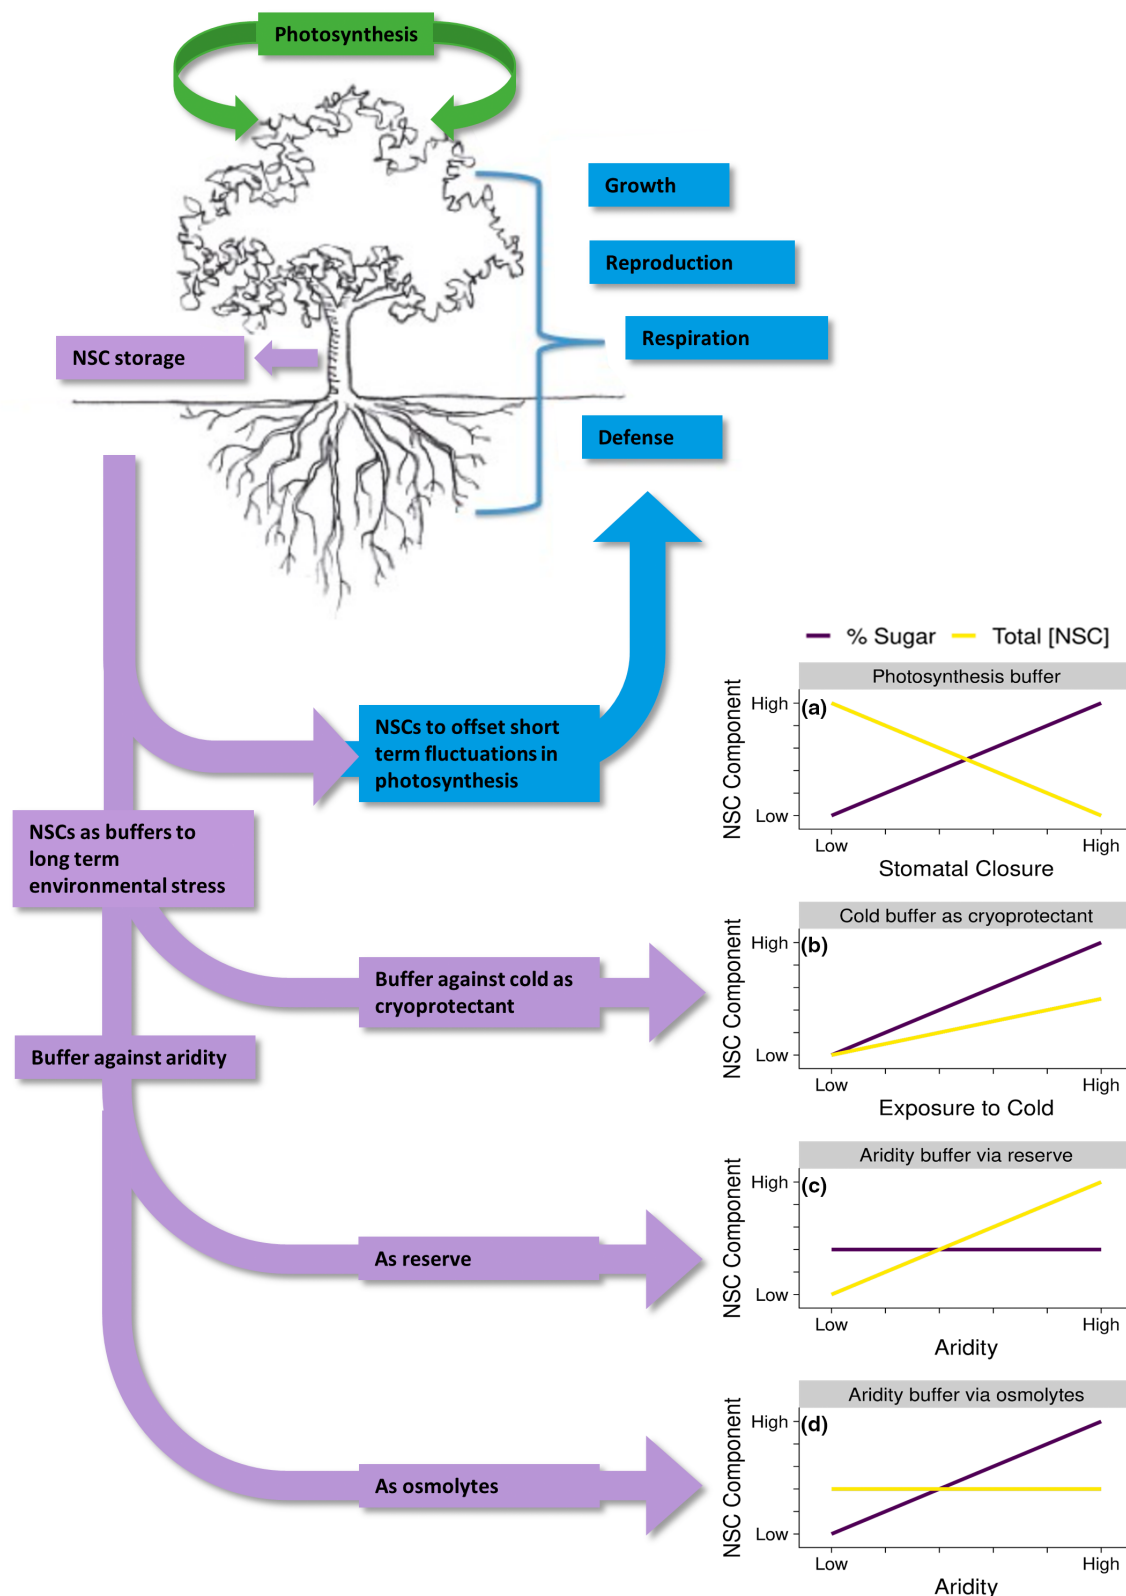 Photosynthesis
Growth
Reproduction
Respiration
NSC storage
Defense
% Sugar
Total [NSC]
NSCs to offset short
term fluctuations in
photosynthesis
NSCs as buffers to
long term
environmental stress
Buffer against cold as
cryoprotectant
Buffer against aridity
As reserve
As osmolytes
Photosynthesis buffer
(a)
NSC Component
High
Low
Low
High
Stomatal Closure
Cold buffer as cryoprotectant
(b)
NSC Component
High
Low
Low
High
Exposure to Cold
Aridity buffer via reserve
(c)
NSC Component
High
Low
Low
High
Aridity
Aridity buffer via osmolytes
(d)
NSC Component
High
Low
Low
High
Aridity